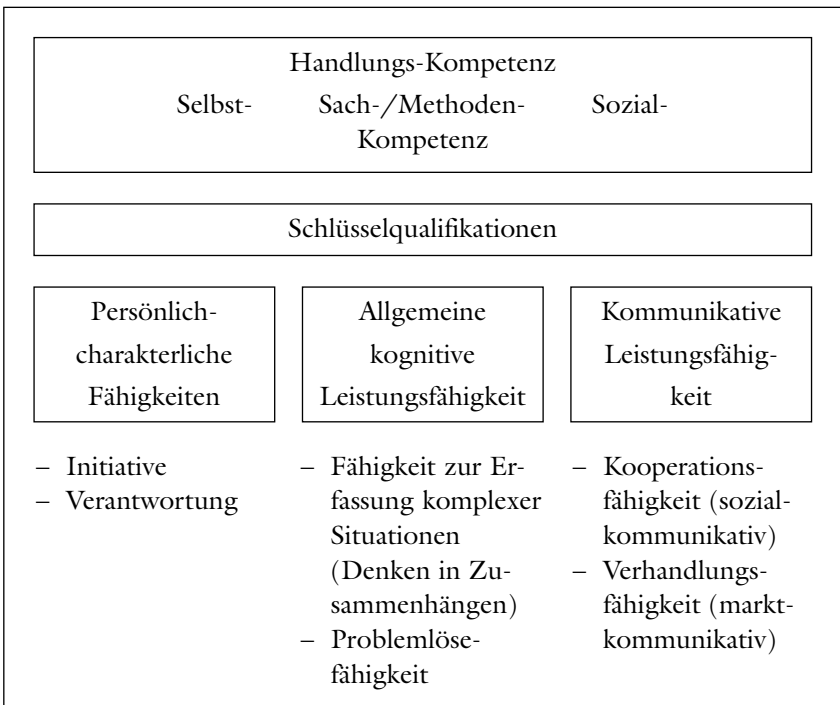 Handlungs-Kompetenz
Selbst- Sach-/Methoden- Sozial-
Kompetenz
Schlüsselqualifikationen
Persönlich-
charakterliche
Fähigkeiten
Allgemeine
kognitive
Leistungsfähigkeit
Kommunikative
Leistungsfähig-
keit
– Initiative
– Verantwortung
– Fähigkeit zur Er-
fassung komplexer
Situationen
(Denken in Zu-
sammenhängen)
– Problemlöse-
fähigkeit
– Kooperations-
fähigkeit (sozial-
kommunikativ)
– Verhandlungs-
fähigkeit (markt-
kommunikativ)